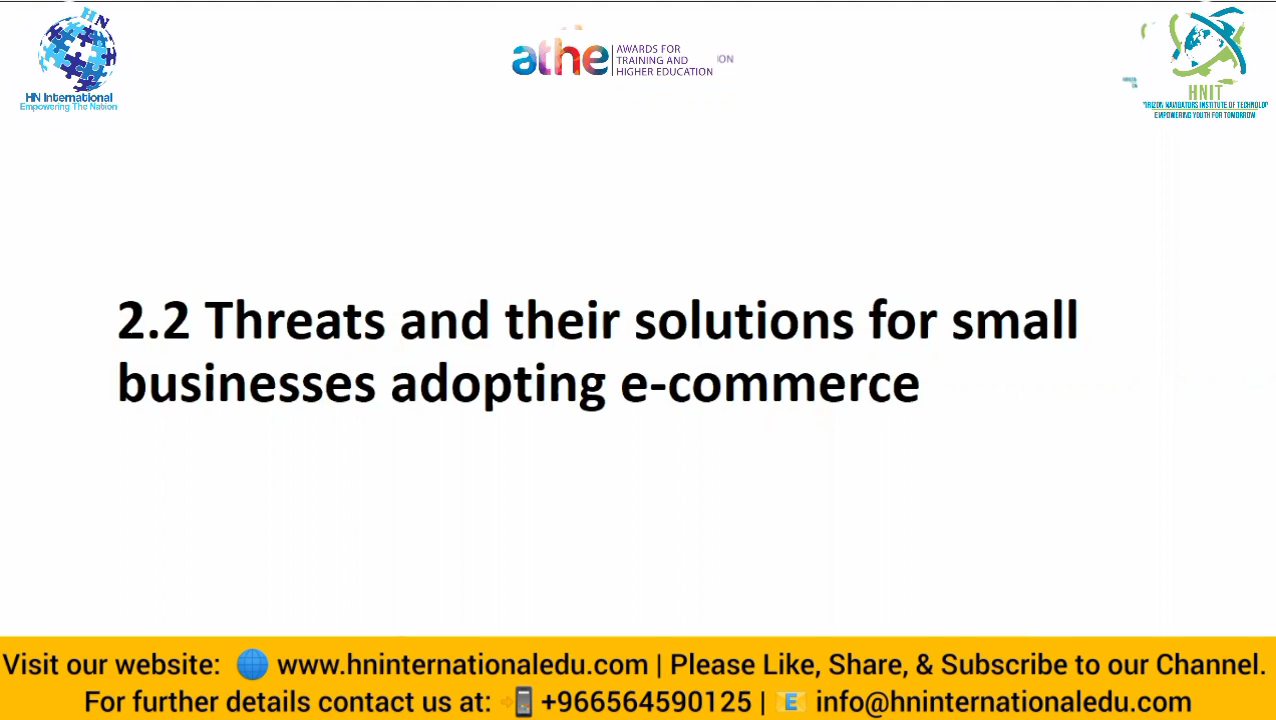 HN
HN International
Empowering The Nation
athe
AWARDS FOR
TRAINING AND
HIGHER EDUCATION
ION
HNIT
EMPOWERING YOUTH FOR TOMORROW
2.2 Threats and their solutions for small
businesses adopting e-commerce
Visit our website: www.hninternationaledu.com | Please Like, Share, & Subscribe to our Channel.
For further details contact us at: +966564590125 | info@hninternationaledu.com